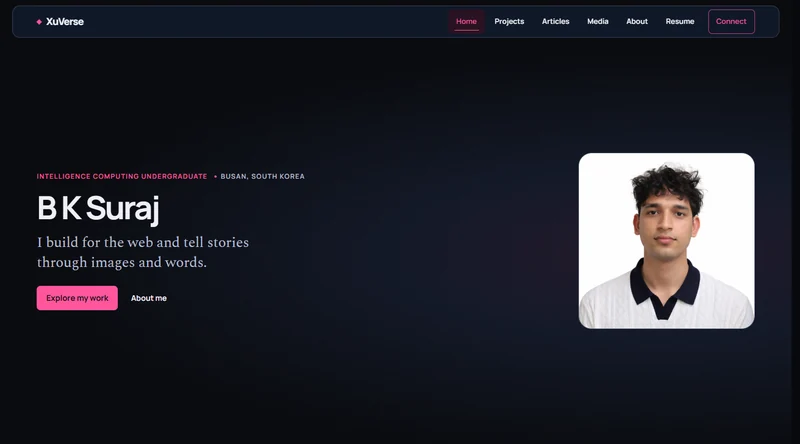 XuVerse
Home Projects Articles Media About Resume Connect
INTELLIGENCE COMPUTING UNDERGRADUATE • BUSAN, SOUTH KOREA
B K Suraj
I build for the web and tell stories
through images and words.
Explore my work About me